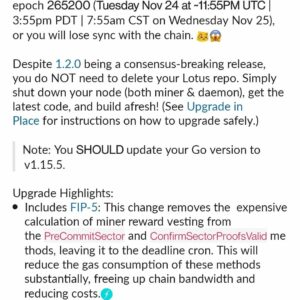 epoch 265200 (Tuesday Nov 24 at ~11:55PM UTC |
3:55pm PDT | 7:55am CST on Wednesday Nov 25),
or you will lose sync with the chain. 😹😱
Despite 1.2.0 being a consensus-breaking release,
you do NOT need to delete your Lotus repo. Simply
shut down your node (both miner & daemon), get the
latest code, and build afresh! (See Upgrade in
Place for instructions on how to upgrade safely.)
Note: You SHOULD update your Go version to
v1.15.5.
Upgrade Highlights:
• Includes FIP-5: This change removes the expensive
calculation of miner reward vesting from
the PreCommitSector and ConfirmSectorProofsValid me
thods, leaving it to the deadline cron. This will
reduce the gas consumption of these methods
substantially, freeing up chain bandwidth and
reducing costs.